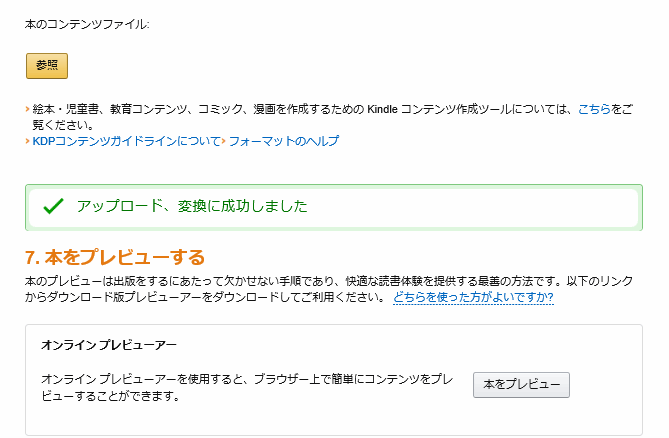 本のコンテンツファイル:
参照
› 絵本・児童書、教育コンテンツ、コミック、漫画を作成するための Kindle コンテンツ作成ツールについては、こちらをご
覧ください。
› KDPコンテンツガイドラインについて› フォーマットのヘルプ
アップロード、変換に成功しました
7. 本をプレビューする
本のプレビューは出版をするにあたって欠かせない手順であり、快適な読書体験を提供する最善の方法です。以下のリンク
からダウンロード版プレビューアーをダウンロードしてご利用ください。 どちらを使った方がよいですか?
オンライン プレビューアー
オンライン プレビューアーを使用すると、ブラウザー上で簡単にコンテンツをプレ
ビューすることができます。
本をプレビュー